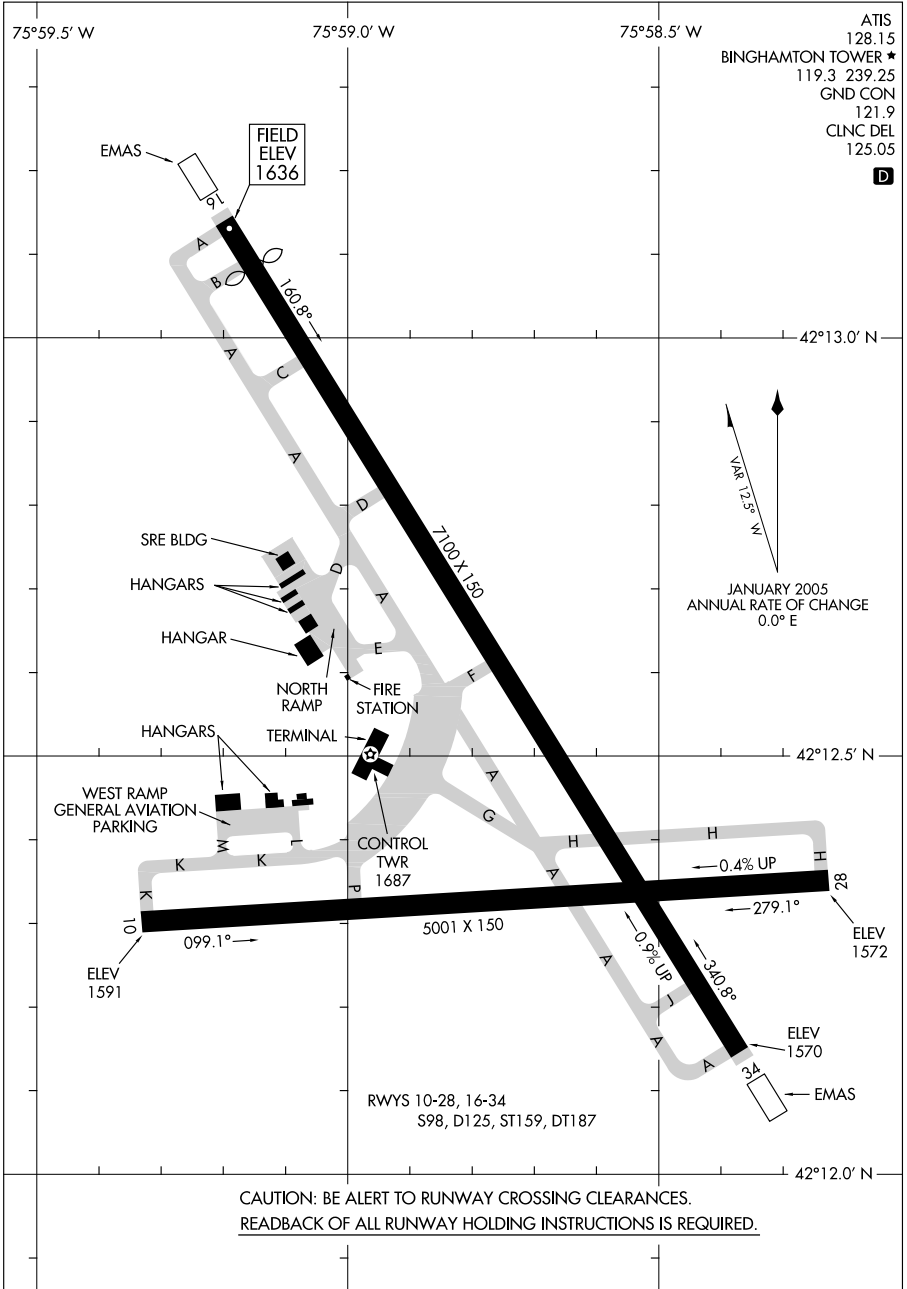 75°59.5' W
75°59.0' W
75°58.5' W
ATIS
128.15
BINGHAMTON TOWER ★
119.3 239.25
GND CON
121.9
CLNC DEL
125.05
D
EMAS
FIELD
ELEV
1636
16
A
B
160.8°
42°13.0' N
A
C
VAR 12.5° W
A
D
7100 X 150
SRE BLDG
HANGARS
D
A
JANUARY 2005
ANNUAL RATE OF CHANGE
0.0° E
HANGAR
E
F
NORTH
RAMP
FIRE
STATION
HANGARS
TERMINAL
42°12.5' N
A
WEST RAMP
GENERAL AVIATION
PARKING
G
CONTROL
TWR
1687
M
L
H
H
K
K
H
0.4% UP
A
K
P
28
10
279.1°
099.1°
5001 X 150
ELEV
1572
ELEV
1591
0.9% UP
A
340.8°
J
ELEV
1570
A
A
34
EMAS
RWYS 10-28, 16-34
S98, D125, ST159, DT187
42°12.0' N
CAUTION: BE ALERT TO RUNWAY CROSSING CLEARANCES.
READBACK OF ALL RUNWAY HOLDING INSTRUCTIONS IS REQUIRED.